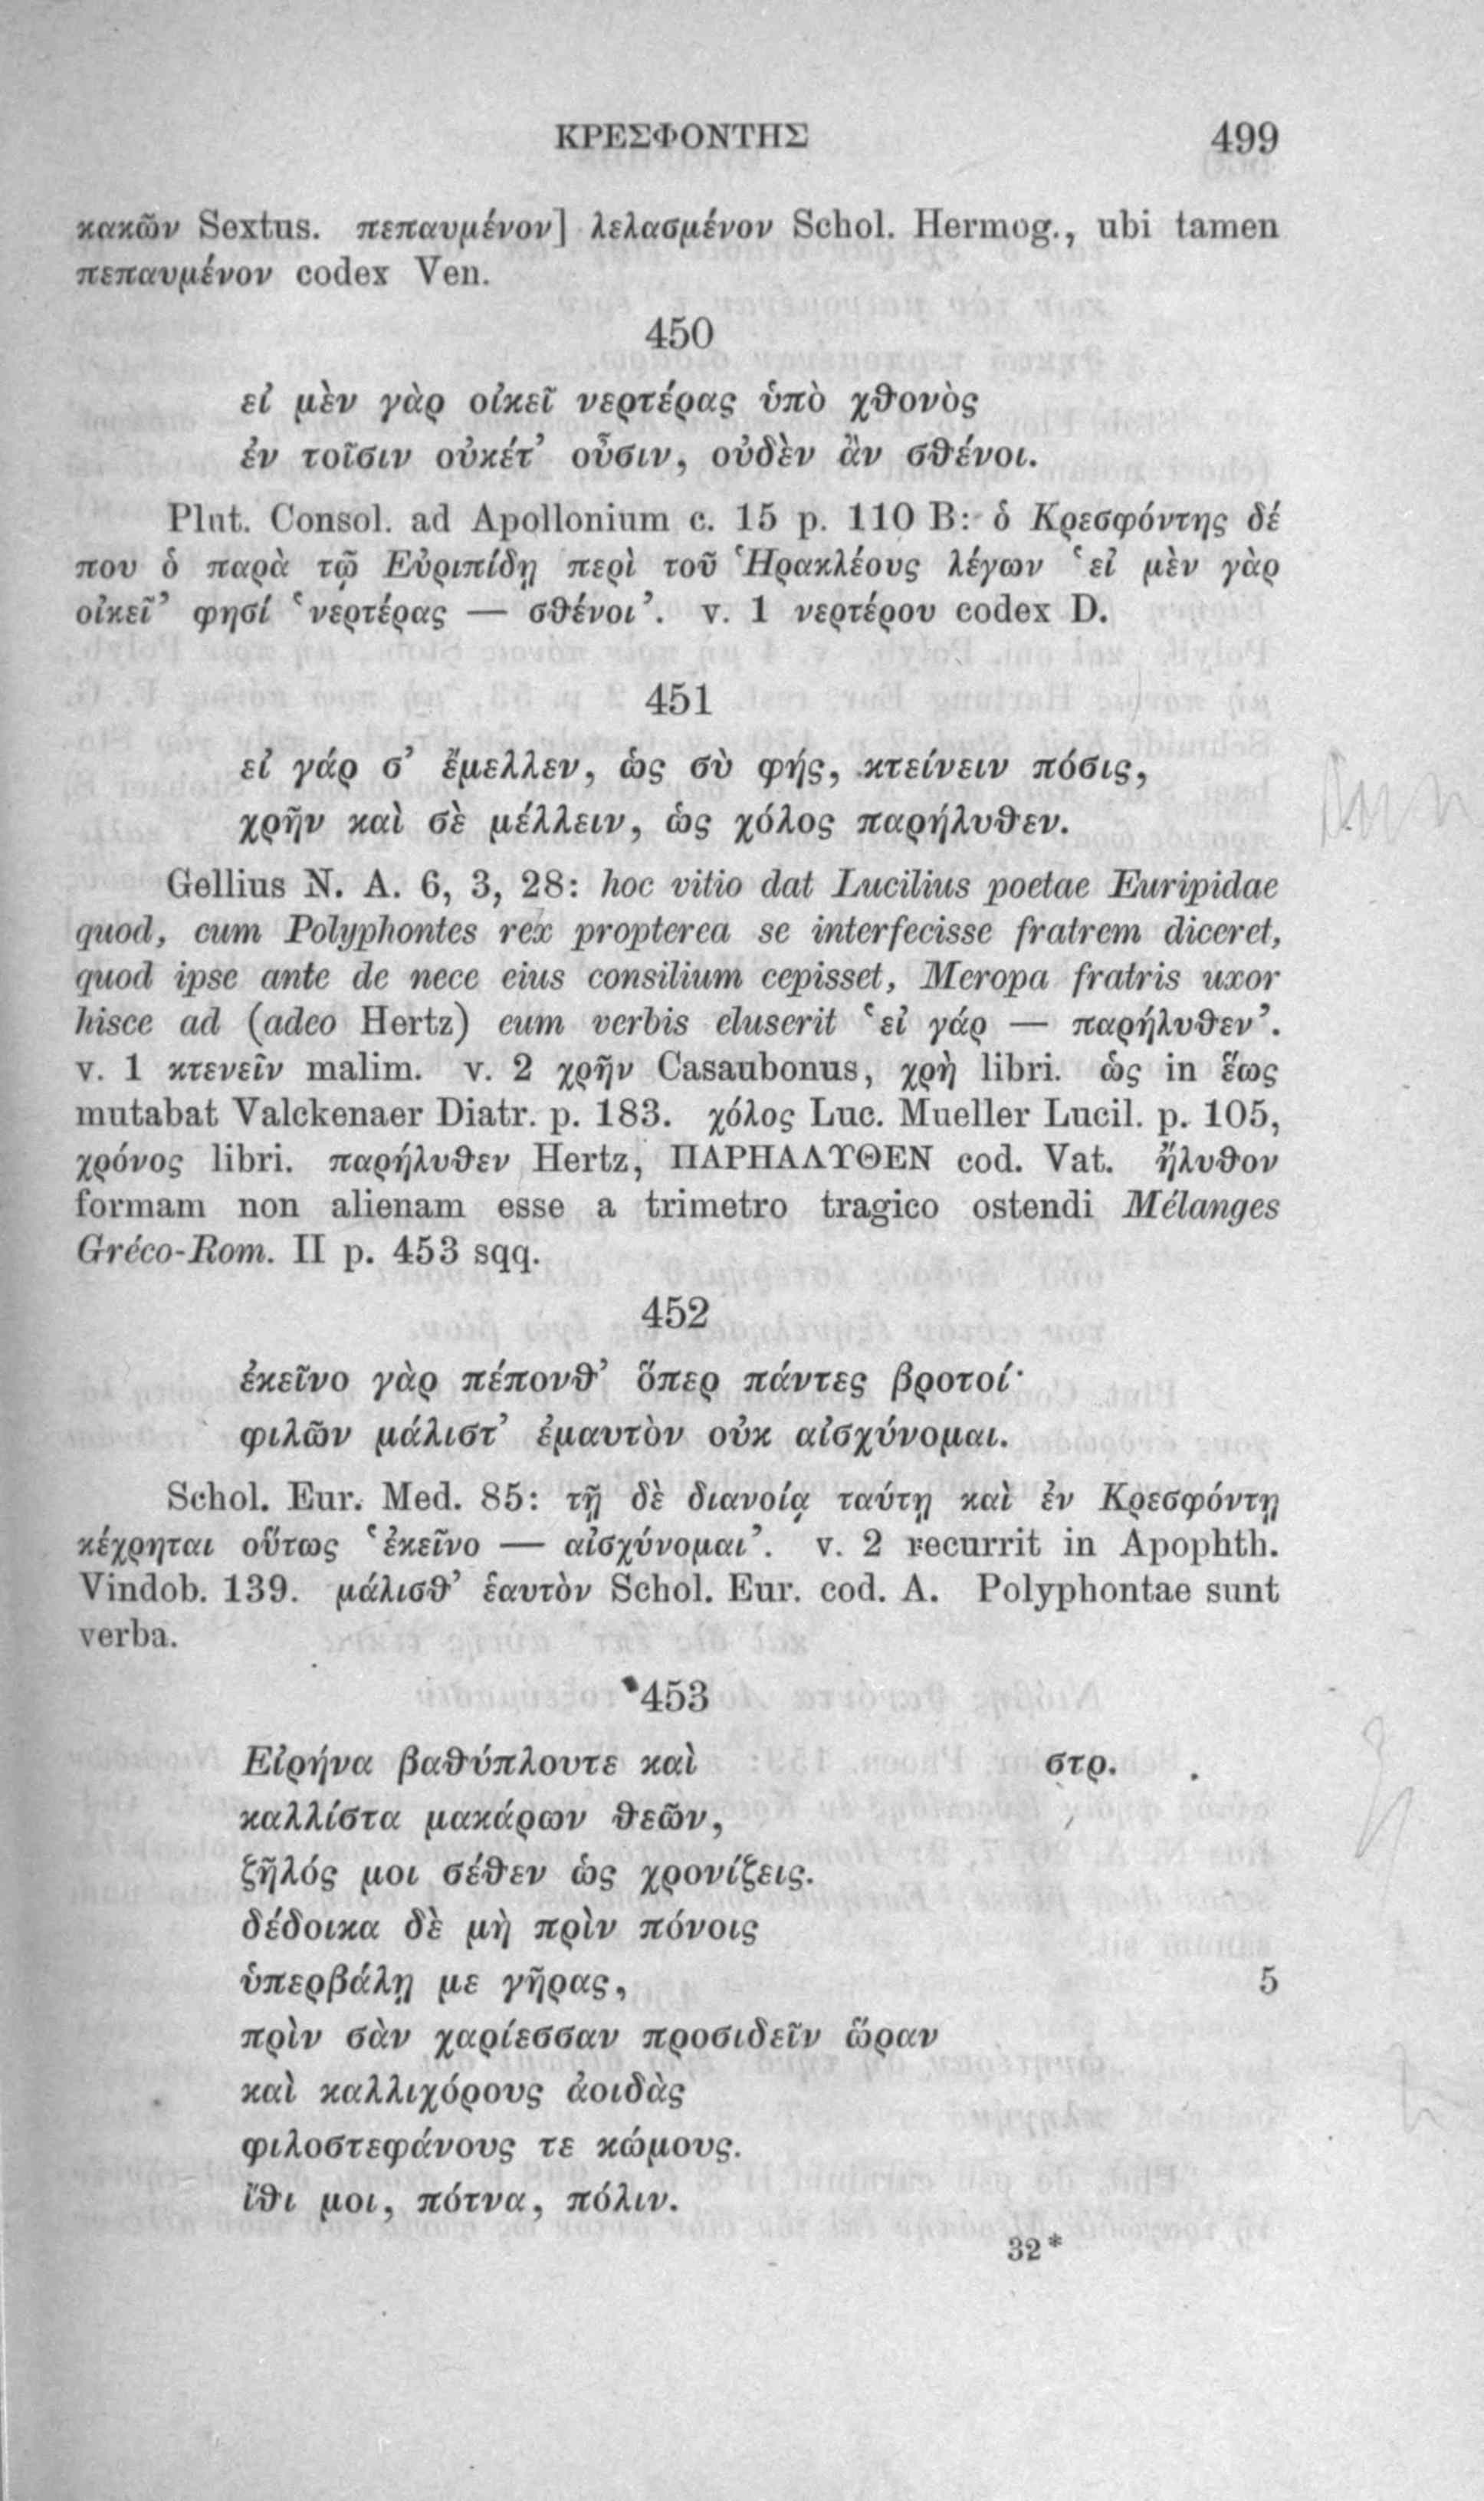 ΚΡΕΣΦΟΝΤΗΣ 499
κακῶν Sextus. πεπαυμένον] λελασμένον Schol. Hermog., ubi tamen
πεπαυμένον codex Ven.
450
εἰ μὲν γὰρ οἰκεῖ νερτέρας ὑπὸ χθονὸς
ἐν τοῖσιν οὐκέτ’ οὖσιν, οὐδὲν ἂν σθένοι.
Plut. Consol. ad Apollonium c. 15 p. 110 B: ὁ Κρεσφόντης δέ
που ὁ παρὰ τῷ Εὐριπίδῃ περὶ τοῦ Ἡρακλέους λέγων ‘εἰ μὲν γὰρ
οἰκεῖ’ φησί ‘νερτέρας — σθένοι’. v. 1 νερτέρου codex D.
451
εἰ γάρ σ’ ἔμελλεν, ὡς σὺ φής, κτείνειν πόσις,
χρῆν καὶ σὲ μέλλειν, ὡς χόλος παρήλυθεν.
Gellius N. A. 6, 3, 28: hoc vitio dat Lucilius poetae Euripidae
quod, cum Polyphontes rex propterea se interfecisse fratrem diceret,
quod ipse ante de nece eius consilium cepisset, Meropa fratris uxor
hisce ad (adeo Hertz) eum verbis eluserit ‘εἰ γάρ — παρήλυθεν’.
v. 1 κτενεῖν malim. v. 2 χρῆν Casaubonus, χρὴ libri. ὡς in ἕως
mutabat Valckenaer Diatr. p. 183. χόλος Luc. Mueller Lucil. p. 105,
χρόνος libri. παρήλυθεν Hertz, ΠΑΡΗΑΛΥΘΕΝ cod. Vat. ἤλυθον
formam non alienam esse a trimetro tragico ostendi Mélanges
Gréco-Rom. II p. 453 sqq.
452
ἐκεῖνο γὰρ πέπονθ’ ὅπερ πάντες βροτοί·
φιλῶν μάλιστ’ ἐμαυτὸν οὐκ αἰσχύνομαι.
Schol. Eur. Med. 85: τῇ δὲ διανοίᾳ ταύτῃ καὶ ἐν Κρεσφόντῃ
κέχρηται οὕτως ‘ἐκεῖνο — αἰσχύνομαι’. v. 2 recurrit in Apophth.
Vindob. 139. μάλισθ’ ἑαυτὸν Schol. Eur. cod. A. Polyphontae sunt
verba.
453
Εἰρήνα βαθύπλουτε καὶ στρ.
καλλίστα μακάρων θεῶν,
ζῆλός μοι σέθεν ὡς χρονίζεις.
δέδοικα δὲ μὴ πρὶν πόνοις
ὑπερβάλῃ με γῆρας, 5
πρὶν σὰν χαρίεσσαν προσιδεῖν ὥραν
καὶ καλλιχόρους ἀοιδὰς
φιλοστεφάνους τε κώμους.
ἴθι μοι, πότνα, πόλιν.
32*